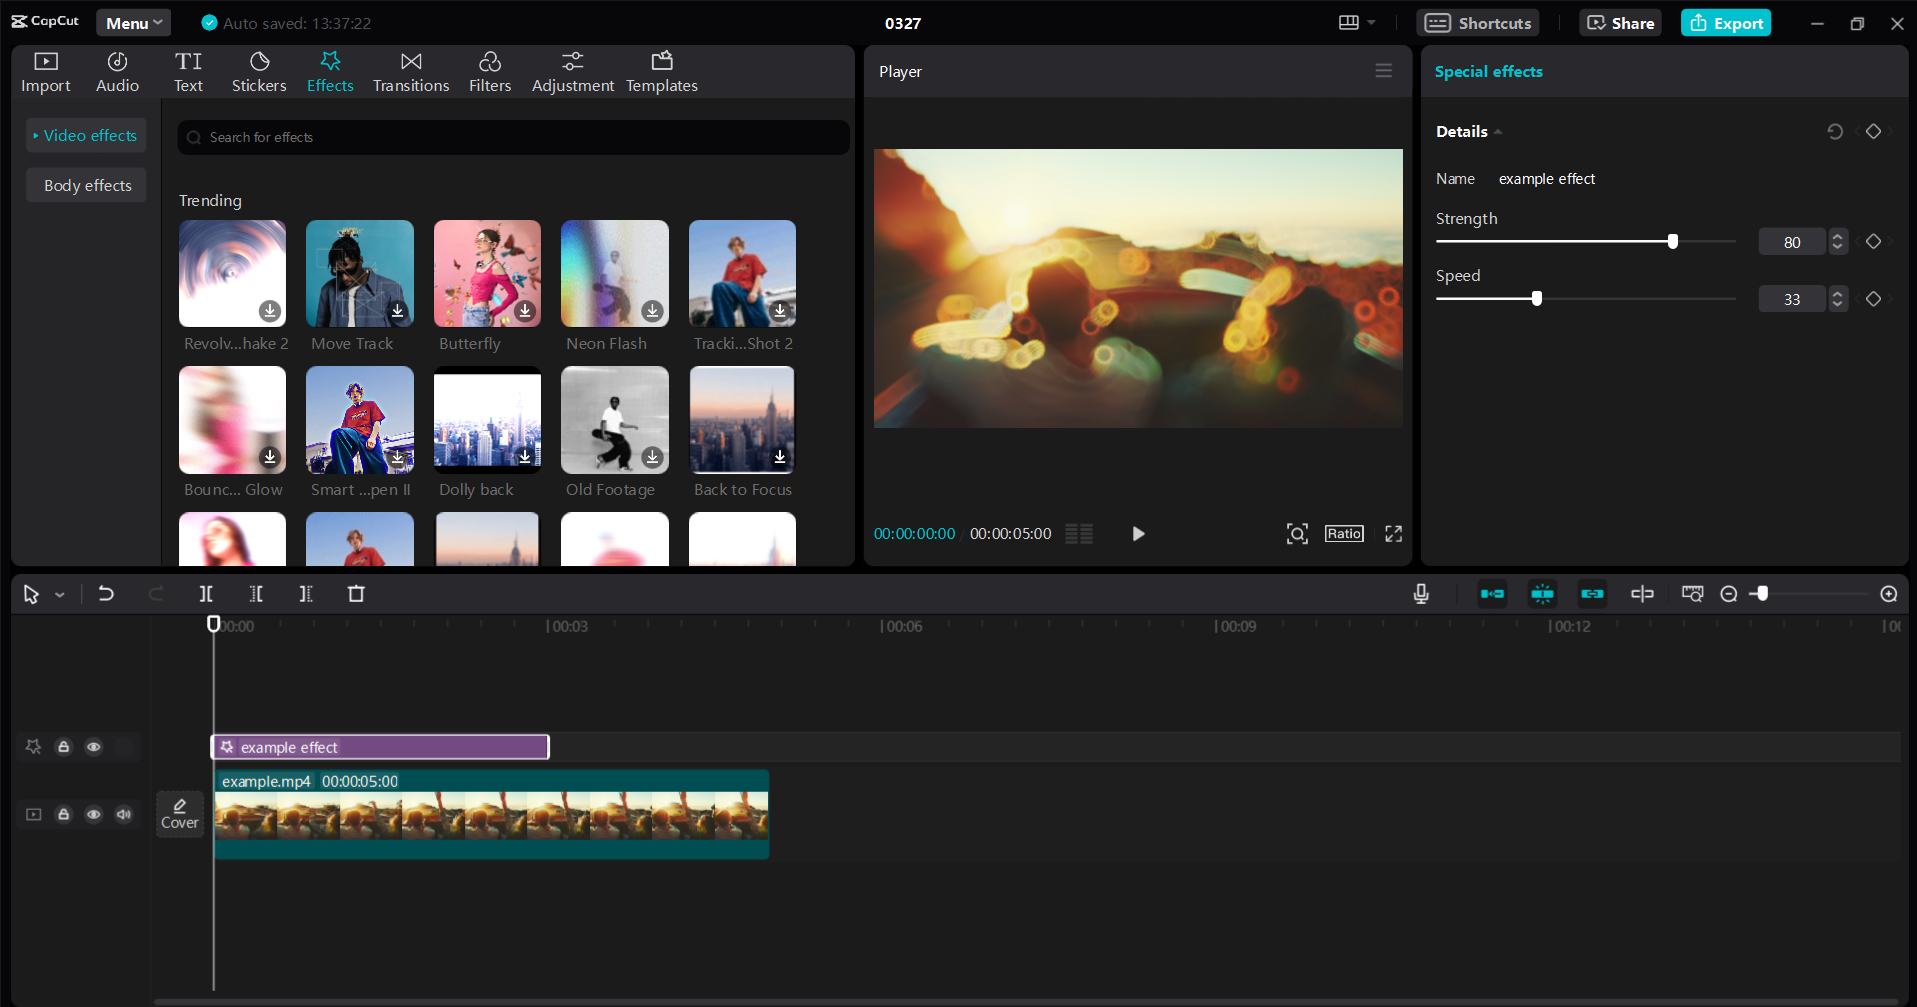 CapCut Menu Auto saved: 13:37:22 0327 Shortcuts Share Export
Import Audio Text Stickers Effects Transitions Filters Adjustment Templates
Video effects
Body effects
Search for effects
Trending
Revolv...hake 2 Move Track Butterfly Neon Flash Tracki...Shot 2
Bounc... Glow Smart ...pen II Dolly back Old Footage Back to Focus
Player
00:00:00:00 / 00:00:05:00 Ratio
Special effects
Details
Name example effect
Strength
80
Speed
33
00:00 00:03 00:06 00:09 00:12
example effect
example.mp4 00:00:05:00
Cover